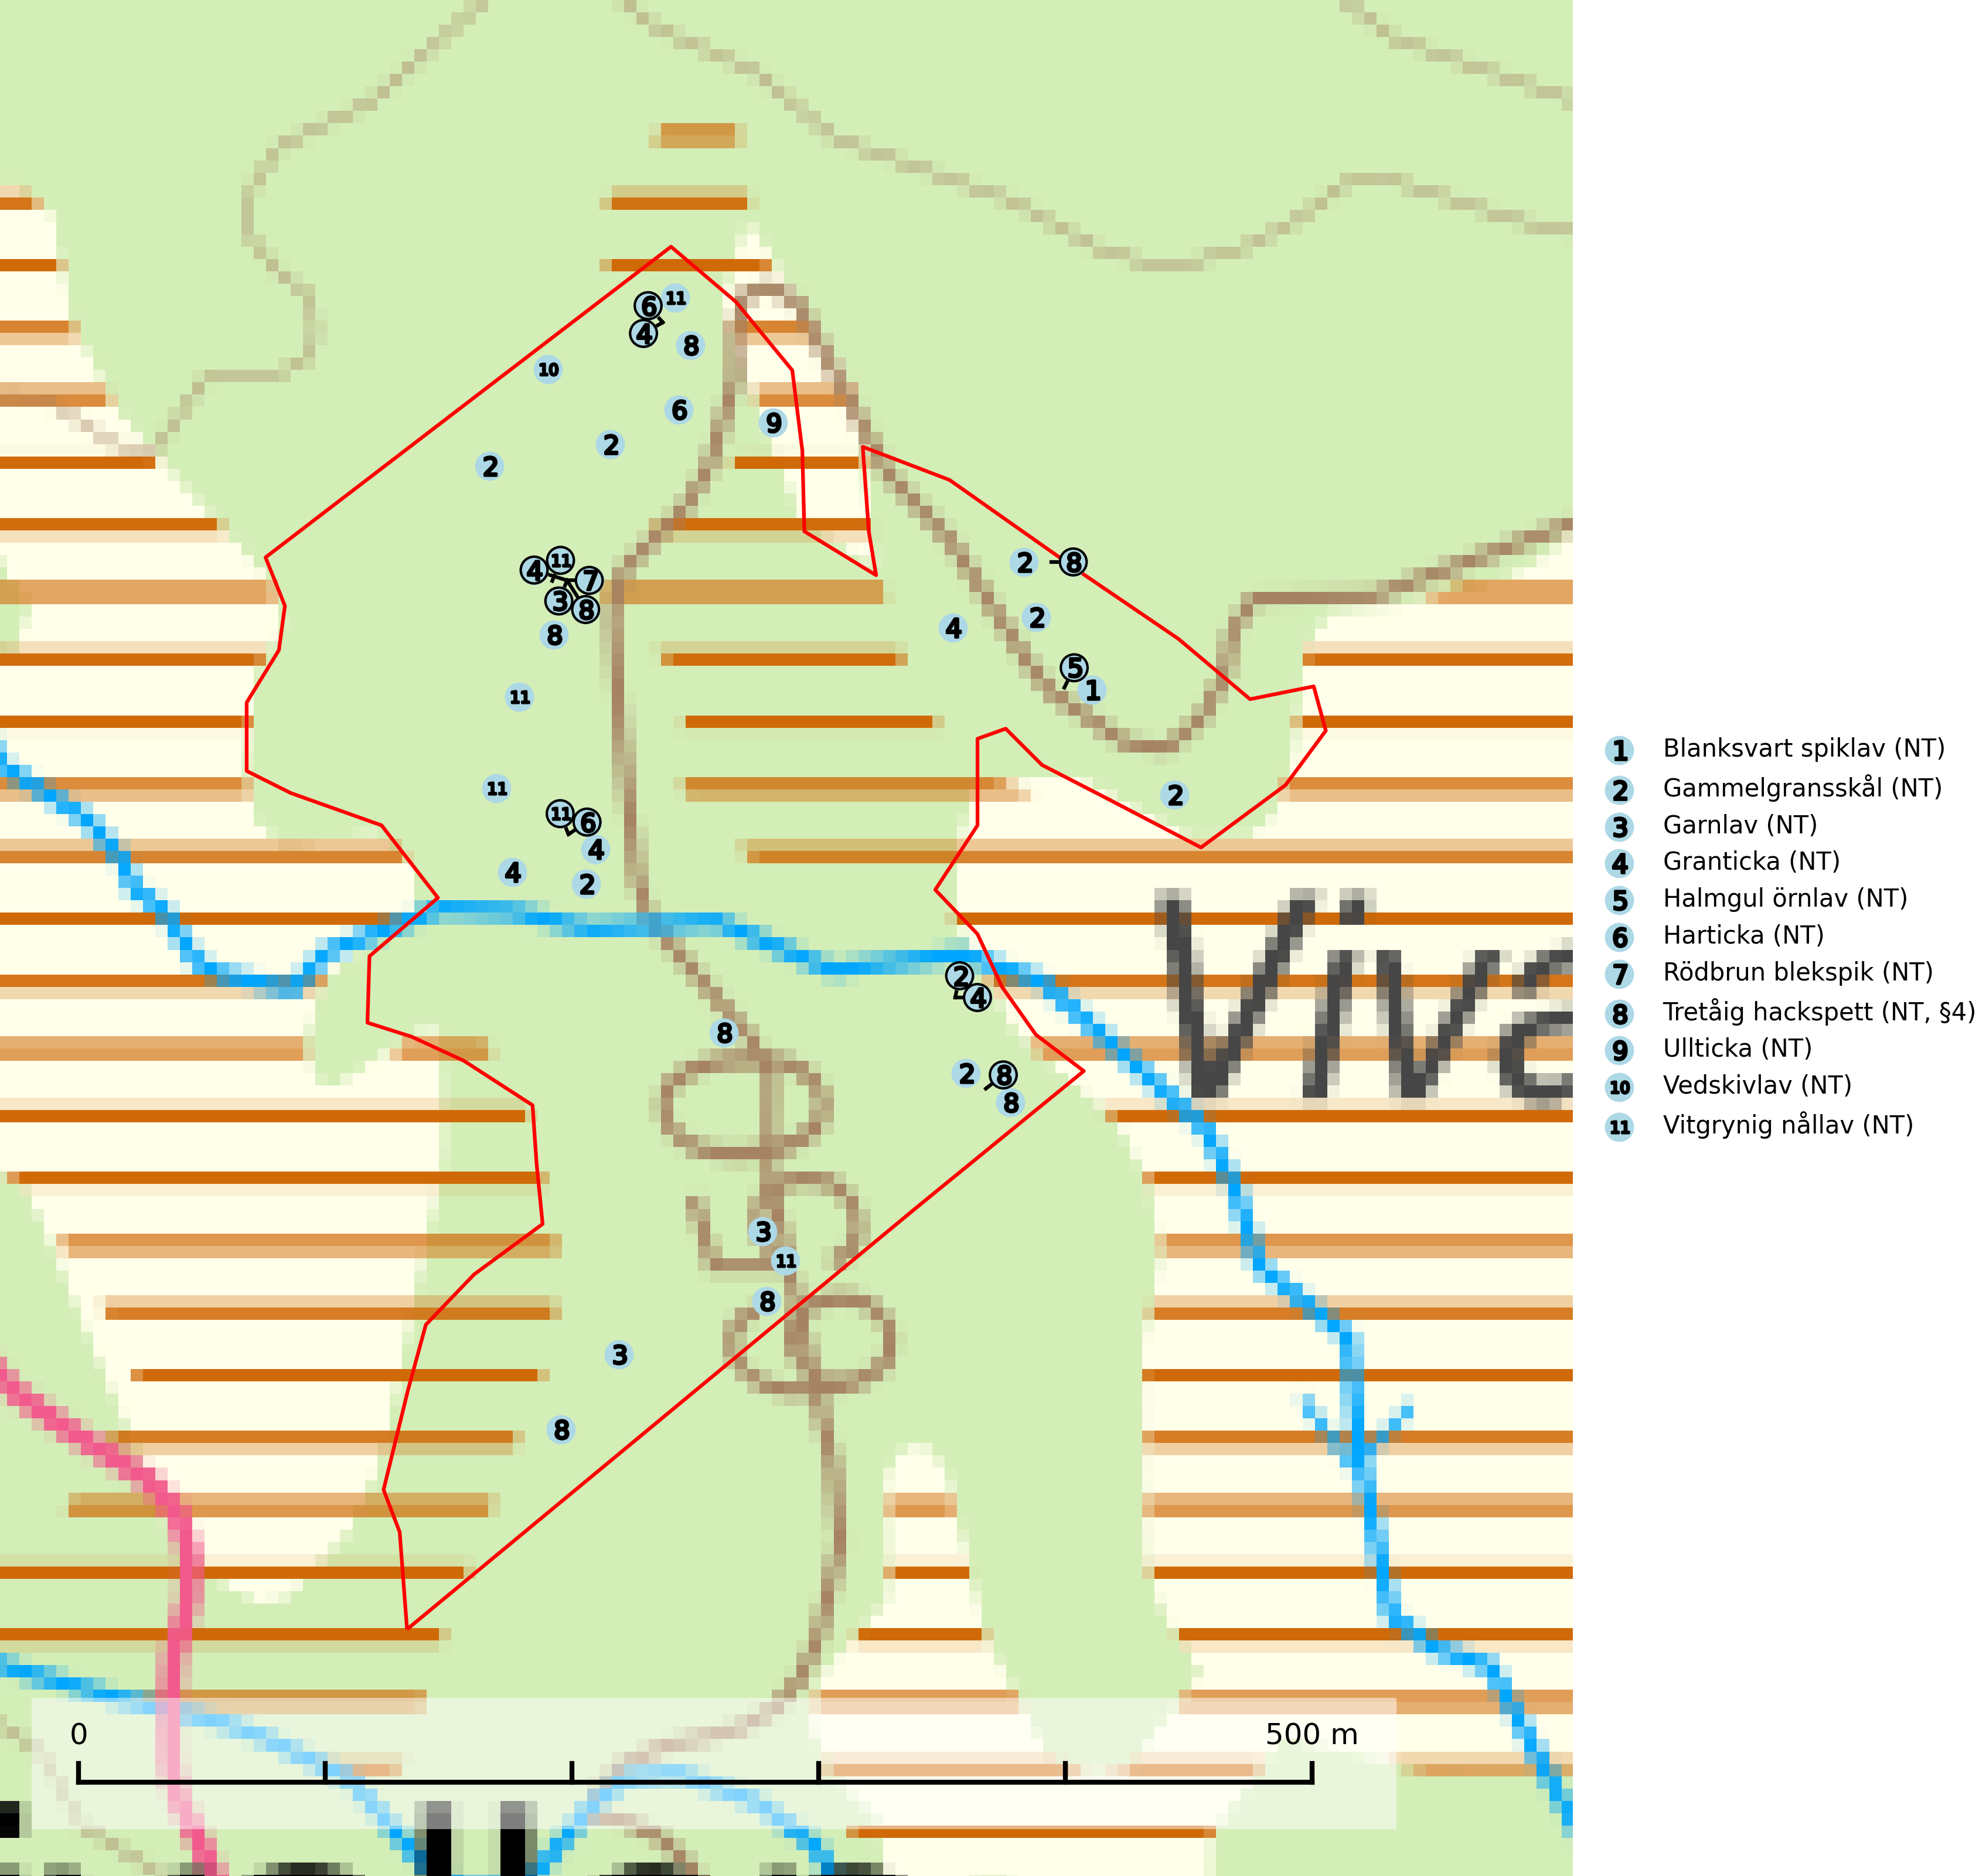 6 11
4
8
10
6
9
2
2
11
4 7
3 8
8
2 8
2
4
5
1
11
11
2
11 6
4
4
2
2
4
8
2 8
8
3
11
8
3
8
560
1 Blanksvart spiklav (NT)
2 Gammelgransskål (NT)
3 Garnlav (NT)
4 Granticka (NT)
5 Halmgul örnlav (NT)
6 Harticka (NT)
7 Rödbrun blekspik (NT)
8 Tretåig hackspett (NT, §4)
9 Ullticka (NT)
10 Vedskivlav (NT)
11 Vitgrynig nållav (NT)
0 500 m